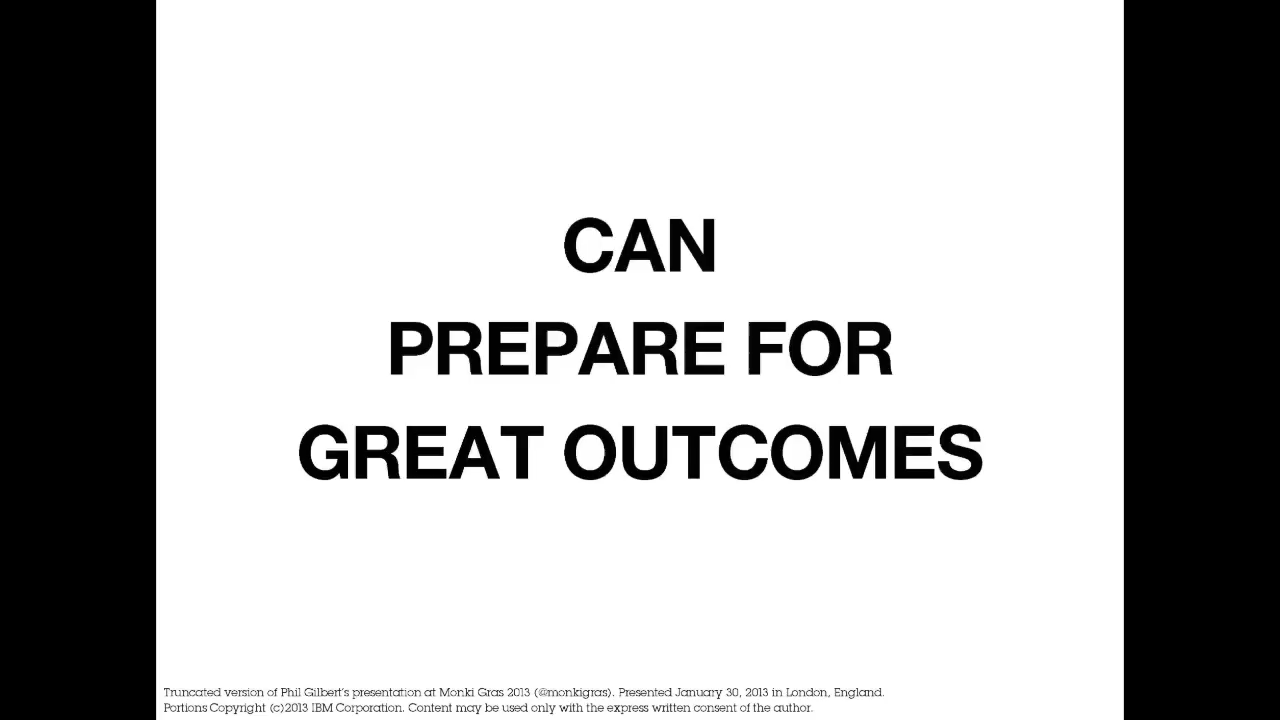 CAN
PREPARE FOR
GREAT OUTCOMES
Truncated version of Phil Gilbert's presentation at Monki Gras 2013 (@monkigras). Presented January 30, 2013 in London, England.
Portions Copyright (c)2013 IBM Corporation. Content may be used only with the express written consent of the author.